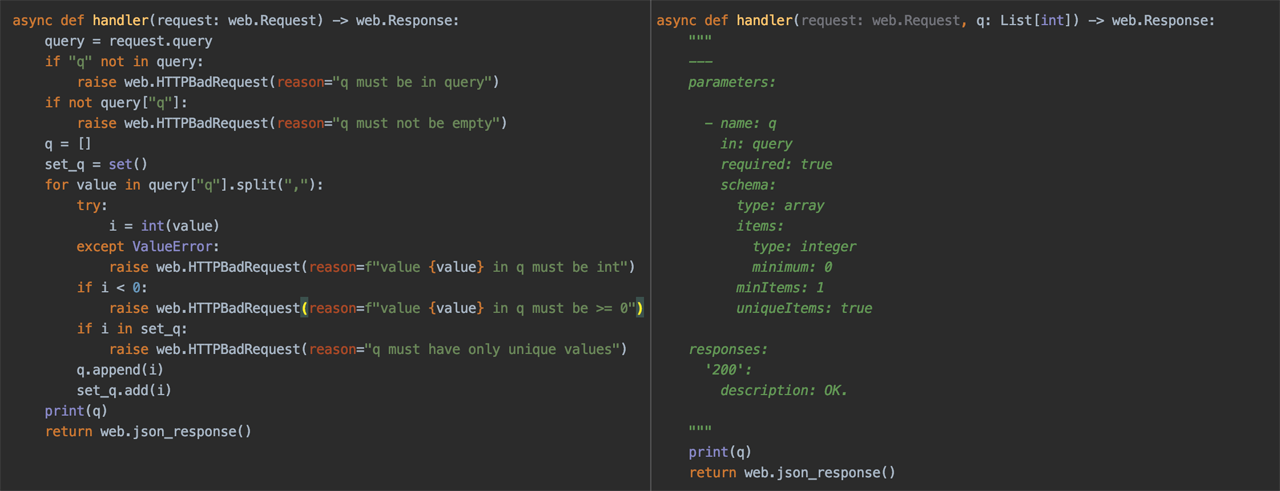 async def handler(request: web.Request) -> web.Response:
    query = request.query
    if "q" not in query:
        raise web.HTTPBadRequest(reason="q must be in query")
    if not query["q"]:
        raise web.HTTPBadRequest(reason="q must not be empty")
    q = []
    set_q = set()
    for value in query["q"].split(","):
        try:
            i = int(value)
        except ValueError:
            raise web.HTTPBadRequest(reason=f"value {value} in q must be int")
        if i < 0:
            raise web.HTTPBadRequest(reason=f"value {value} in q must be >= 0")
        if i in set_q:
            raise web.HTTPBadRequest(reason="q must have only unique values")
        q.append(i)
        set_q.add(i)
    print(q)
    return web.json_response()
async def handler(request: web.Request, q: List[int]) -> web.Response:
    """
    ---
    parameters:
      - name: q
        in: query
        required: true
        schema:
          type: array
          items:
            type: integer
            minimum: 0
          minItems: 1
          uniqueItems: true
    responses:
      '200':
        description: OK.
    """
    print(q)
    return web.json_response()